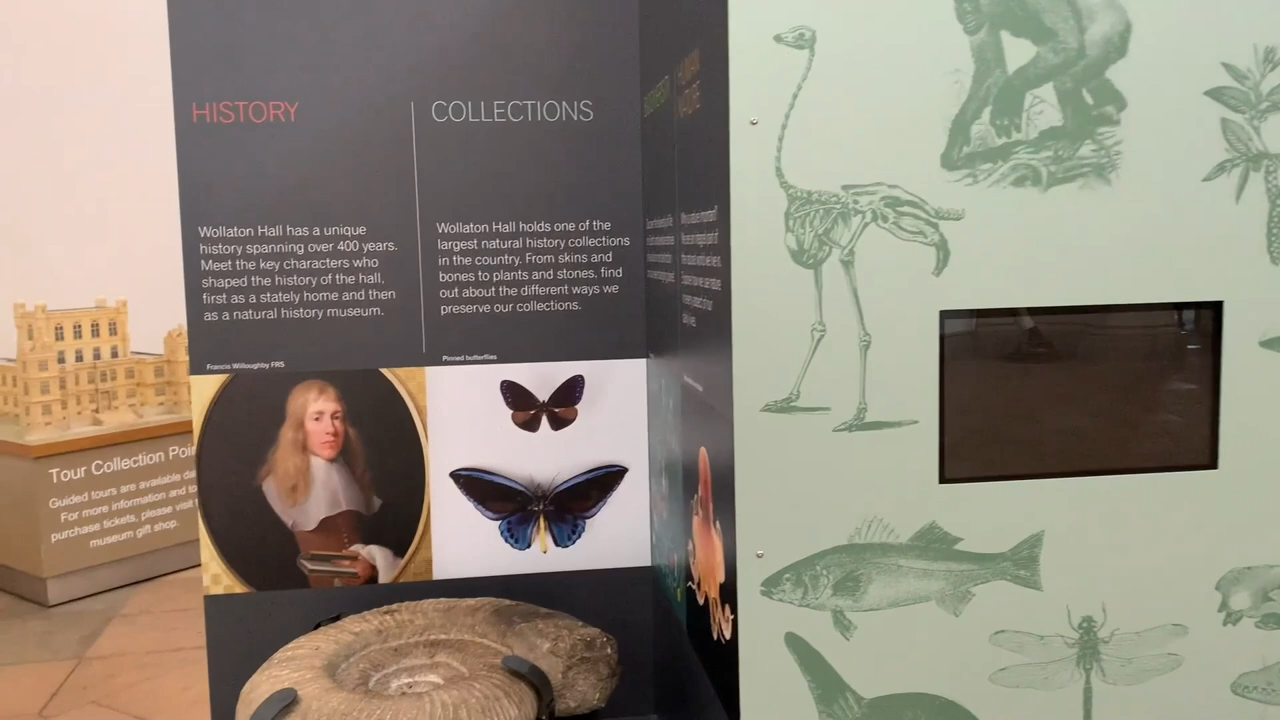 HISTORY
Wollaton Hall has a unique
history spanning over 400 years.
Meet the key characters who
shaped the history of the hall,
first as a stately home and then
as a natural history museum.
Francis Willoughby FRS
COLLECTIONS
Wollaton Hall holds one of the
largest natural history collections
in the country. From skins and
bones to plants and stones, find
out about the different ways we
preserve our collections.
Pinned butterflies
HUMAN
NATURE
Tour Collection
Guided tours are available
For more information and
purchase tickets, please visit
museum gift shop.